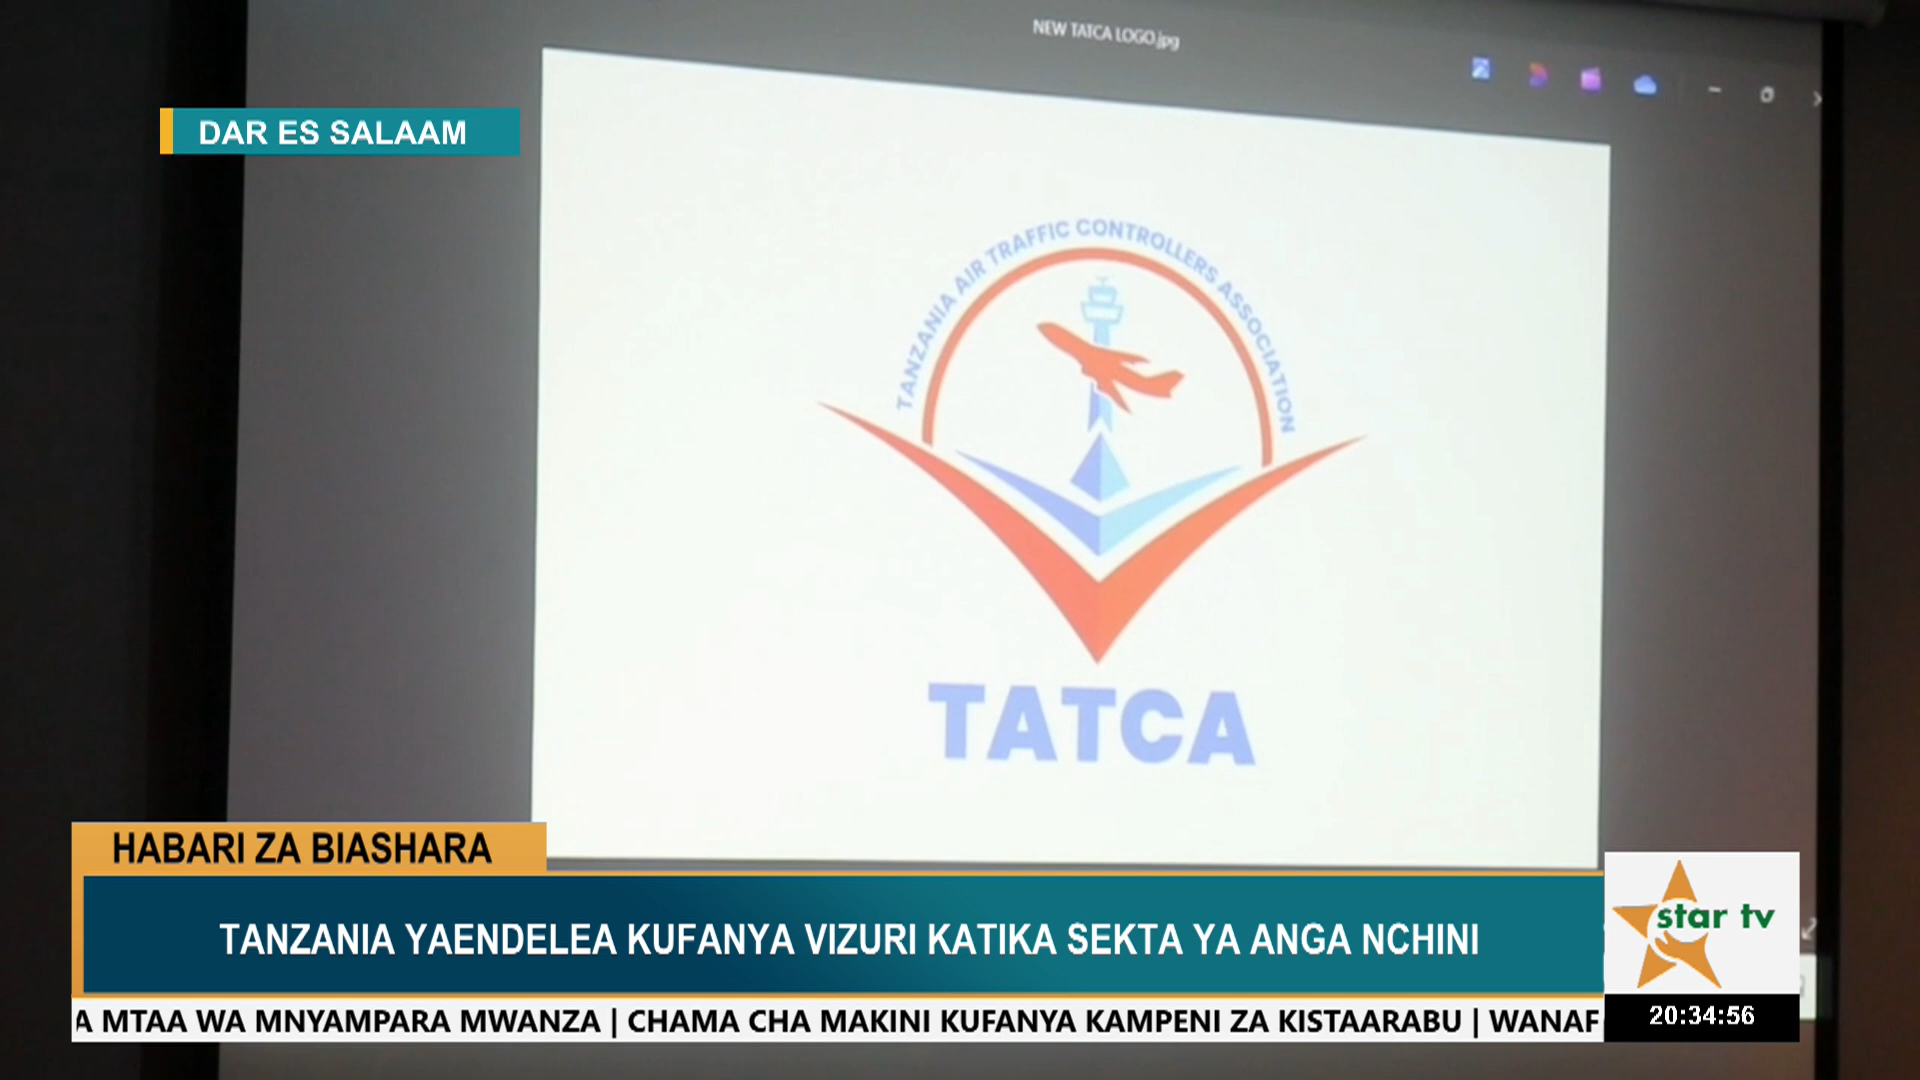 NEW TATCA LOGO.jpg
DAR ES SALAAM
TANZANIA AIR TRAFFIC CONTROLLERS ASSOCIATION
TATCA
HABARI ZA BIASHARA
TANZANIA YAENDELEA KUFANYA VIZURI KATIKA SEKTA YA ANGA NCHINI
star tv
A MTAA WA MNYAMPARA MWANZA | CHAMA CHA MAKINI KUFANYA KAMPENI ZA KISTAARABU | WANAF
20:34:56